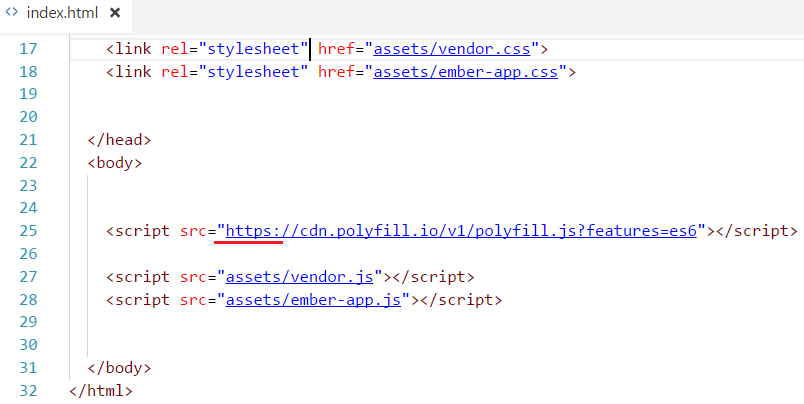 <> index.html ×
17 <link rel="stylesheet" href="assets/vendor.css">
18 <link rel="stylesheet" href="assets/ember-app.css">
19
20
21 </head>
22 <body>
23
24
25 <script src="https://cdn.polyfill.io/v1/polyfill.js?features=es6"></script>
26
27 <script src="assets/vendor.js"></script>
28 <script src="assets/ember-app.js"></script>
29
30
31 </body>
32 </html>